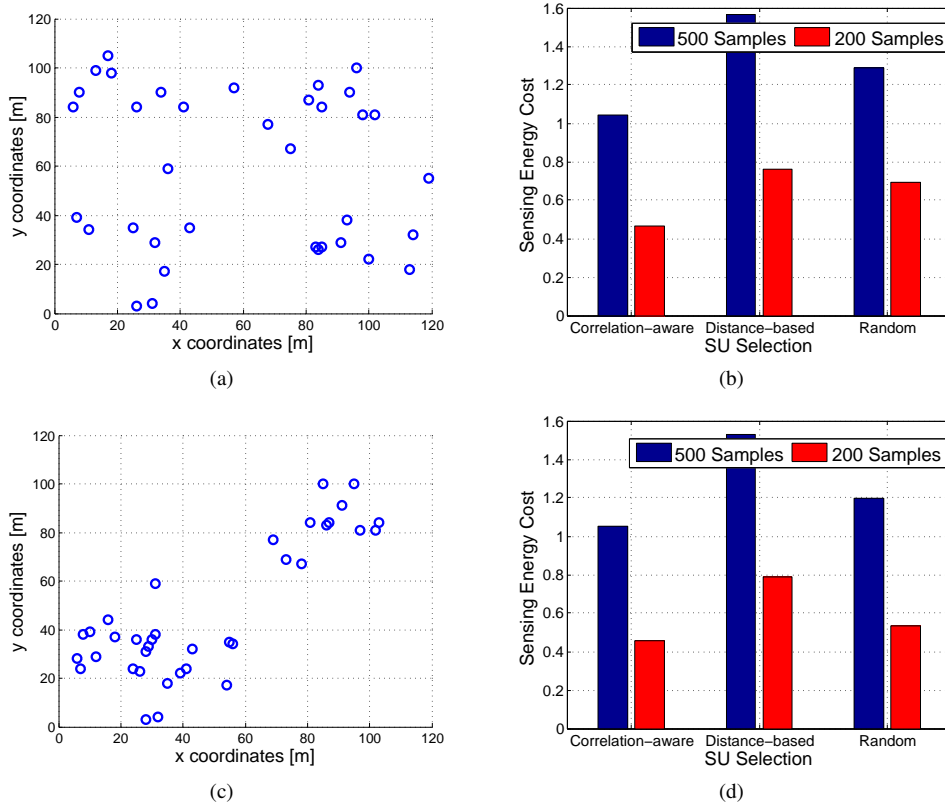 120
100
80
60
40
20
0
y coordinates [m]
0 20 40 60 80 100 120
x coordinates [m]
(a)
1.6
1.4
1.2
1
0.8
0.6
0.4
0.2
0
Sensing Energy Cost
500 Samples 200 Samples
Correlation−aware Distance−based Random
SU Selection
(b)
120
100
80
60
40
20
0
y coordinates [m]
0 20 40 60 80 100 120
x coordinates [m]
(c)
1.6
1.4
1.2
1
0.8
0.6
0.4
0.2
0
Sensing Energy Cost
500 Samples 200 Samples
Correlation−aware Distance−based Random
SU Selection
(d)